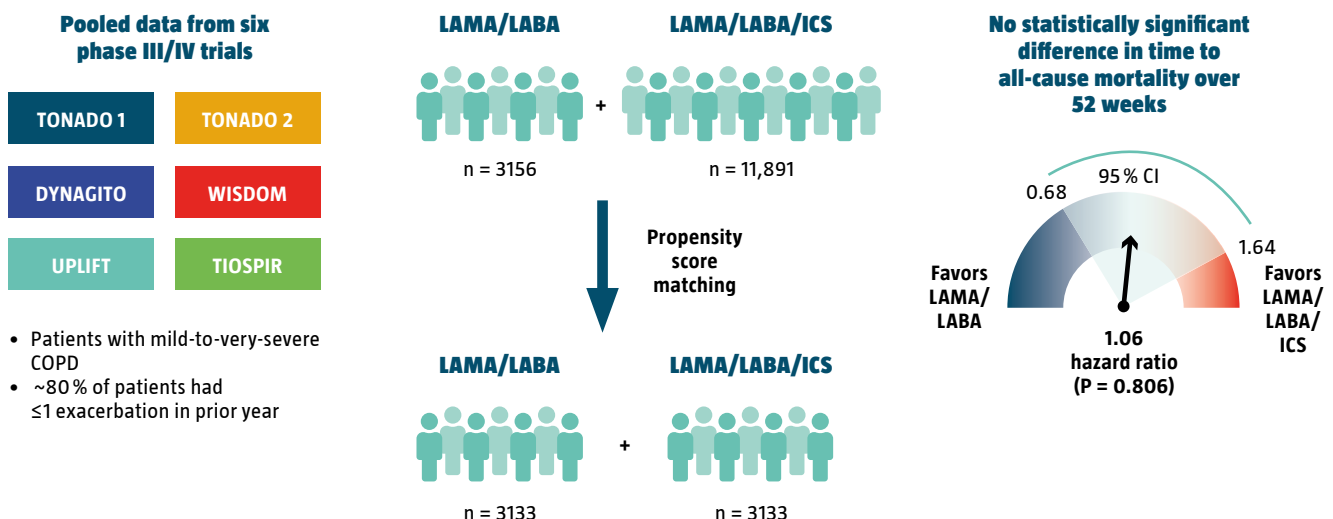 Pooled data from six
phase III/IV trials
TONADO 1
TONADO 2
DYNAGITO
WISDOM
UPLIFT
TIOSPIR
• Patients with mild-to-very-severe
COPD
• ~80 % of patients had
≤1 exacerbation in prior year
LAMA/LABA
LAMA/LABA/ICS
+
n = 3156
n = 11,891
Propensity
score
matching
LAMA/LABA
LAMA/LABA/ICS
+
n = 3133
n = 3133
No statistically significant
difference in time to
all-cause mortality over
52 weeks
95 % CI
0.68
1.64
Favors
LAMA/
LABA
Favors
LAMA/
LABA/
ICS
1.06
hazard ratio
(P = 0.806)